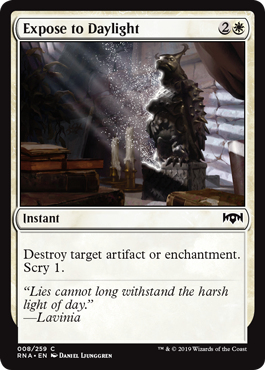 Expose to Daylight 2
Instant
Destroy target artifact or enchantment.
Scry 1.
“Lies cannot long withstand the harsh
light of day.”
—Lavinia
008/259 C
RNA • EN Daniel Ljunggren
™ & © 2019 Wizards of the Coast